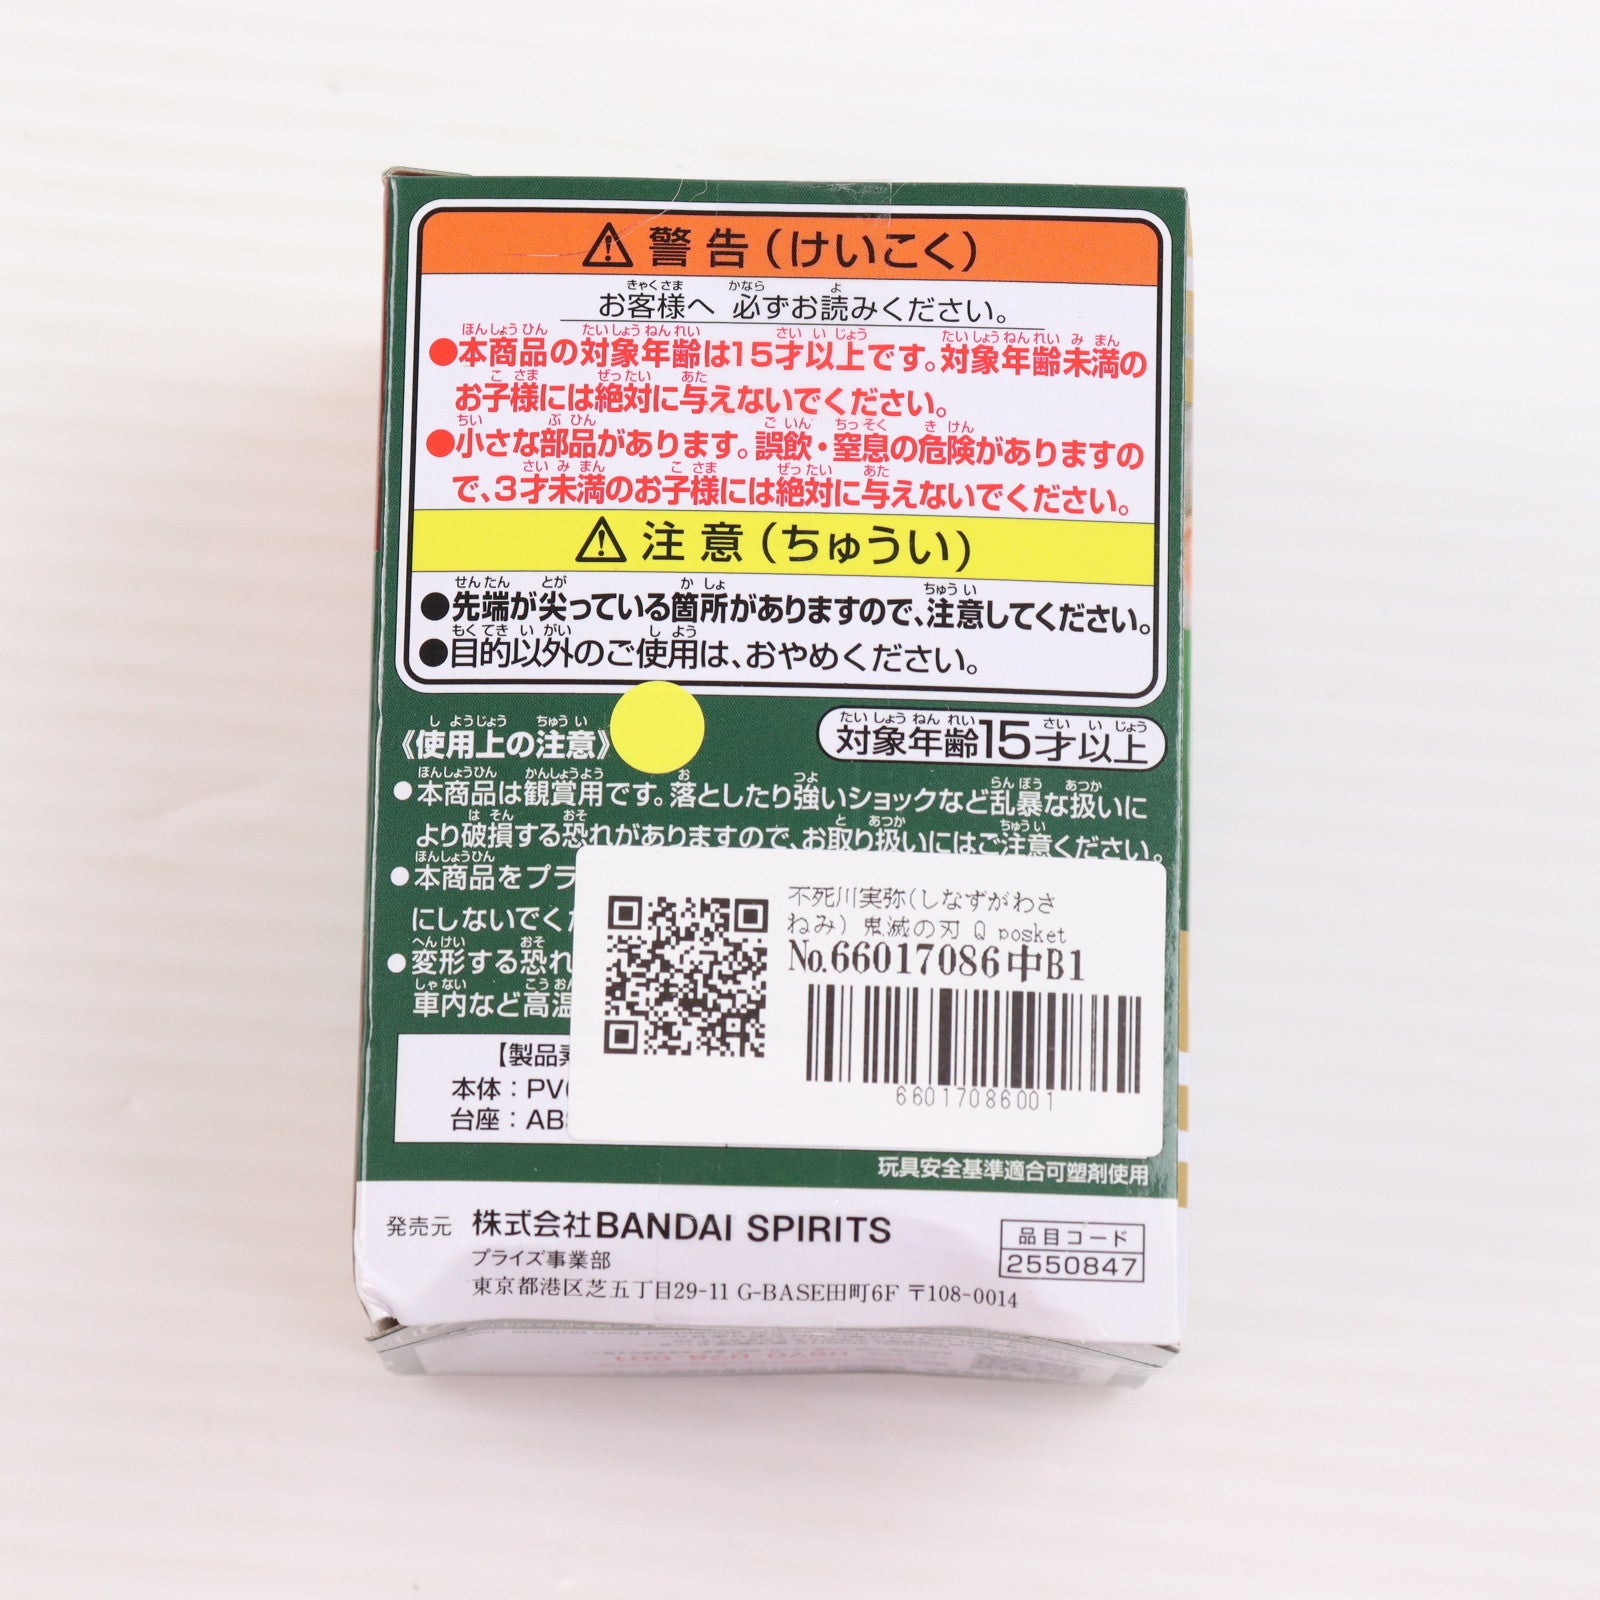 警告（けいこく）
お客様へ 必ずお読みください。
●本商品の対象年齢は15才以上です。対象年齢未満の
お子様には絶対に与えないでください。
●小さな部品があります。誤飲・窒息の危険がありますの
で、3才未満のお子様には絶対に与えないでください。
注意（ちゅうい）
●先端が尖っている箇所がありますので、注意してください。
●目的以外のご使用は、おやめください。
《使用上の注意》
対象年齢15才以上
●本商品は観賞用です。落としたり強いショックなど乱暴な扱いに
より破損する恐れがありますので、お取り扱いにはご注意ください。
●本商品をプラ
にしないでくだ
●変形する恐れ
車内など高温
【製品素
本体：PVC
台座：ABS
不死川実弥(しなずがわさ
ねみ) 鬼滅の刃 Q posket
No.66017086中B1
66017086001
玩具安全基準適合可塑剤使用
発売元 株式会社BANDAI SPIRITS
プライズ事業部
東京都港区芝五丁目29-11 G-BASE田町6F 〒108-0014
品目コード
2550847